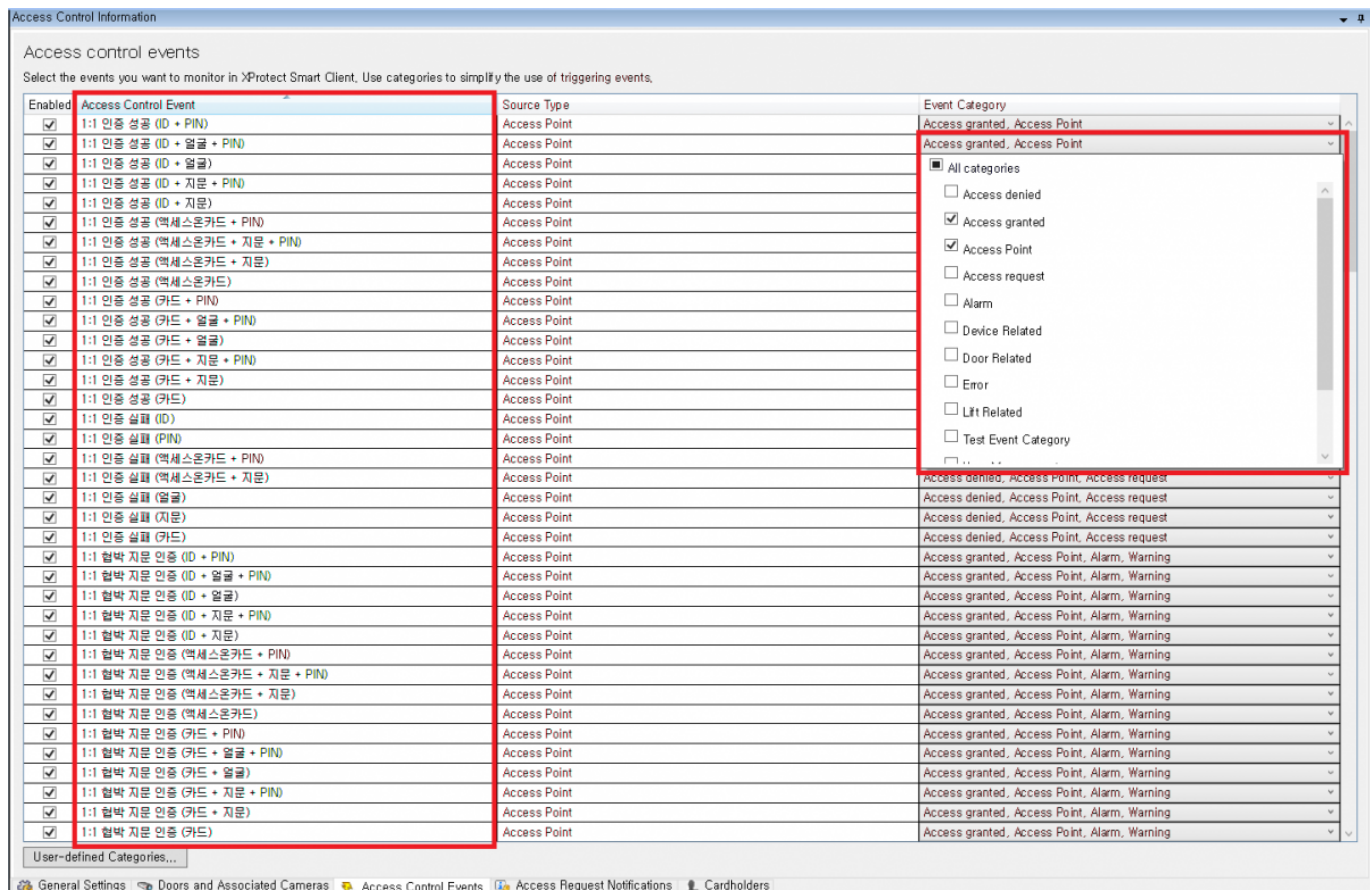 Access Control Information
Access control events
Select the events you want to monitor in XProtect Smart Client. Use categories to simplify the use of triggering events.
Enabled Access Control Event Source Type Event Category
1:1 인증 성공 (ID + PIN) Access Point Access granted, Access Point
1:1 인증 성공 (ID + 얼굴 + PIN) Access Point Access granted, Access Point
1:1 인증 성공 (ID + 얼굴) Access Point All categories
1:1 인증 성공 (ID + 지문 + PIN) Access Point Access denied
1:1 인증 성공 (ID + 지문) Access Point
1:1 인증 성공 (액세스온카드 + PIN) Access Point Access granted
1:1 인증 성공 (액세스온카드 + 지문 + PIN) Access Point Access Point
1:1 인증 성공 (액세스온카드 + 지문) Access Point
1:1 인증 성공 (액세스온카드) Access Point Access request
1:1 인증 성공 (카드 + PIN) Access Point Alarm
1:1 인증 성공 (카드 + 얼굴 + PIN) Access Point Device Related
1:1 인증 성공 (카드 + 얼굴) Access Point
1:1 인증 성공 (카드 + 지문 + PIN) Access Point Door Related
1:1 인증 성공 (카드 + 지문) Access Point Error
1:1 인증 성공 (카드) Access Point
1:1 인증 실패 (ID) Access Point Lift Related
1:1 인증 실패 (PIN) Access Point Test Event Category
1:1 인증 실패 (액세스온카드 + PIN) Access Point
1:1 인증 실패 (액세스온카드 + 지문) Access Point Access denied, Access Point, Access request
1:1 인증 실패 (얼굴) Access Point Access denied, Access Point, Access request
1:1 인증 실패 (지문) Access Point Access denied, Access Point, Access request
1:1 인증 실패 (카드) Access Point Access denied, Access Point, Access request
1:1 협박 지문 인증 (ID + PIN) Access Point Access granted, Access Point, Alarm, Warning
1:1 협박 지문 인증 (ID + 얼굴 + PIN) Access Point Access granted, Access Point, Alarm, Warning
1:1 협박 지문 인증 (ID + 얼굴) Access Point Access granted, Access Point, Alarm, Warning
1:1 협박 지문 인증 (ID + 지문 + PIN) Access Point Access granted, Access Point, Alarm, Warning
1:1 협박 지문 인증 (ID + 지문) Access Point Access granted, Access Point, Alarm, Warning
1:1 협박 지문 인증 (액세스온카드 + PIN) Access Point Access granted, Access Point, Alarm, Warning
1:1 협박 지문 인증 (액세스온카드 + 지문 + PIN) Access Point Access granted, Access Point, Alarm, Warning
1:1 협박 지문 인증 (액세스온카드 + 지문) Access Point Access granted, Access Point, Alarm, Warning
1:1 협박 지문 인증 (액세스온카드) Access Point Access granted, Access Point, Alarm, Warning
1:1 협박 지문 인증 (카드 + PIN) Access Point Access granted, Access Point, Alarm, Warning
1:1 협박 지문 인증 (카드 + 얼굴 + PIN) Access Point Access granted, Access Point, Alarm, Warning
1:1 협박 지문 인증 (카드 + 얼굴) Access Point Access granted, Access Point, Alarm, Warning
1:1 협박 지문 인증 (카드 + 지문 + PIN) Access Point Access granted, Access Point, Alarm, Warning
1:1 협박 지문 인증 (카드 + 지문) Access Point Access granted, Access Point, Alarm, Warning
1:1 협박 지문 인증 (카드) Access Point Access granted, Access Point, Alarm, Warning
User-defined Categories...
General Settings Doors and Associated Cameras Access Control Events Access Request Notifications Cardholders